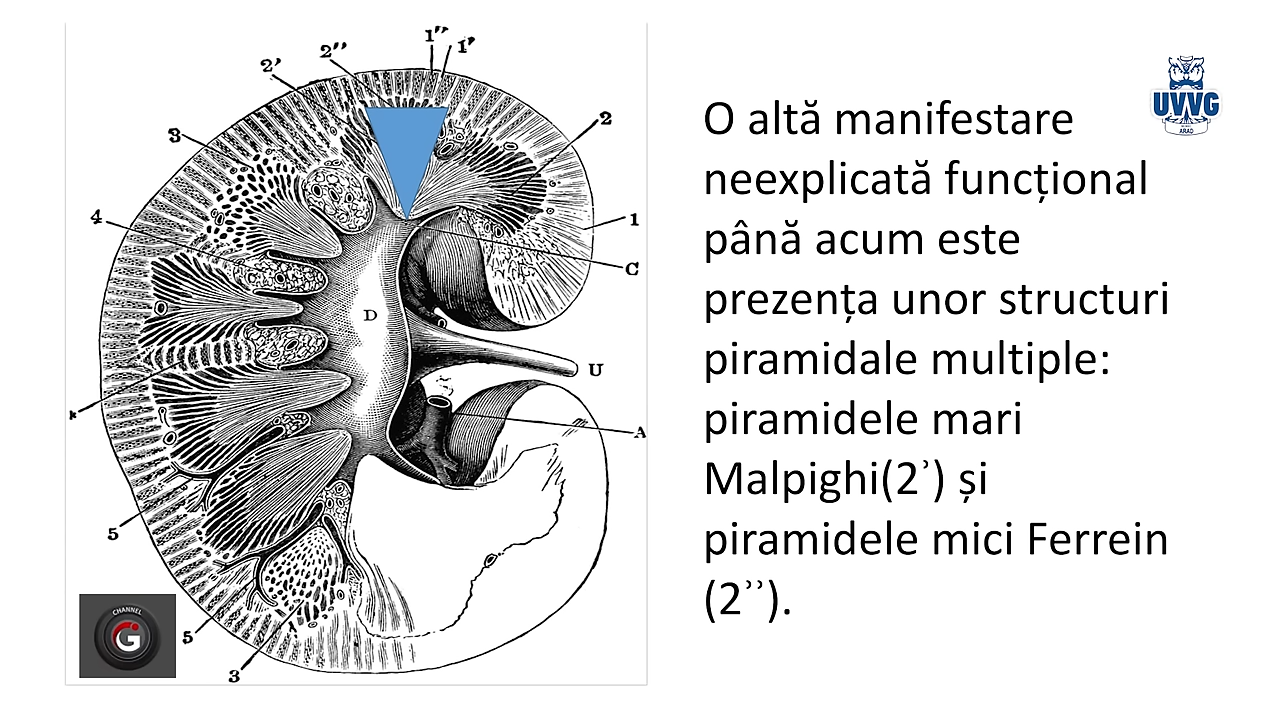 1’’
1’
2’’
2’
2
3
4
1
C
D
U
A
5
5
3
CHANNEL
G
UVVG
ARAD
O altă manifestare
neexplicată funcțional
până acum este
prezența unor structuri
piramidale multiple:
piramidele mari
Malpighi(2’) și
piramidele mici Ferrein
(2’’).